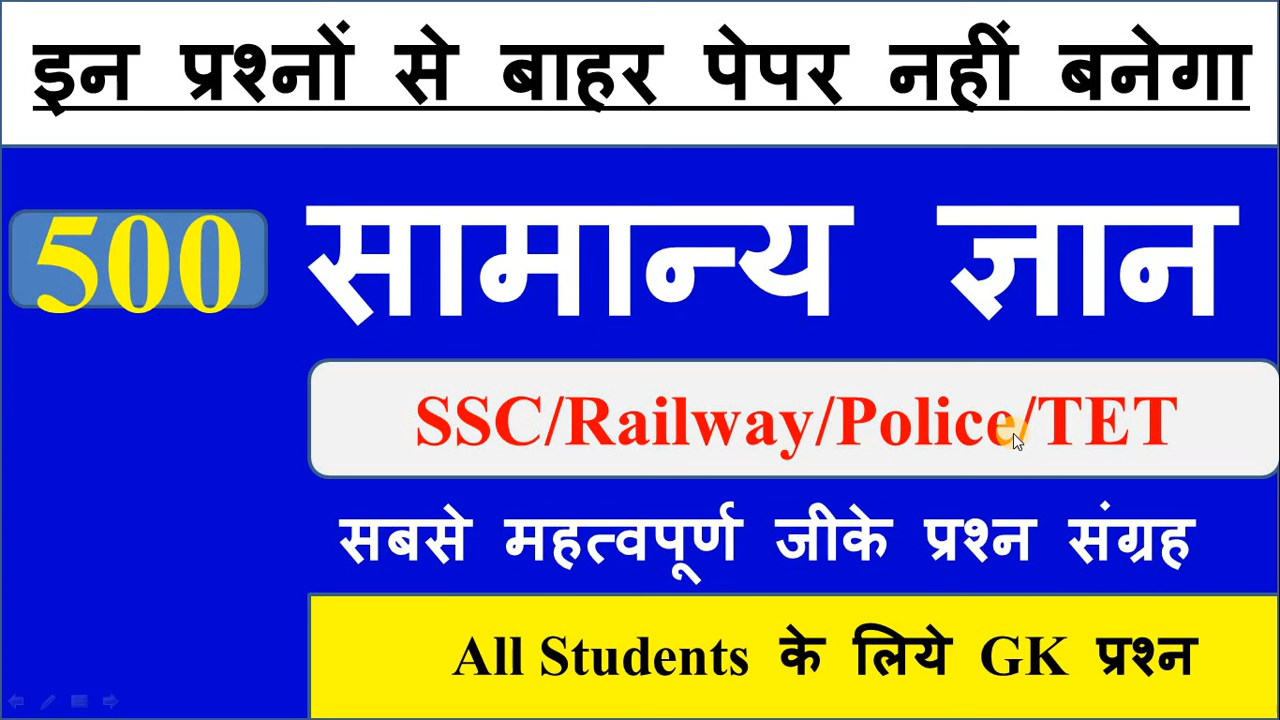 इन प्रश्नों से बाहर पेपर नहीं बनेगा
500 सामान्य ज्ञान
SSC/Railway/Police/TET
सबसे महत्वपूर्ण जीके प्रश्न संग्रह
All Students के लिये GK प्रश्न